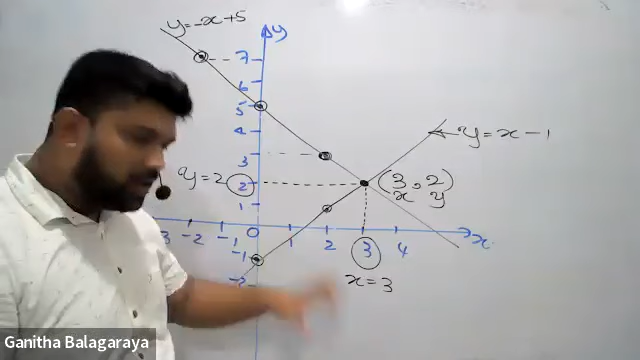 y=-x+5
y
7
6
5
4
y = x - 1
3
y=2 2 (3, 2)
x y
1
-3 -2 -1 0 1 2 3 4 x
-1
x=3
-2
Ganitha Balagaraya